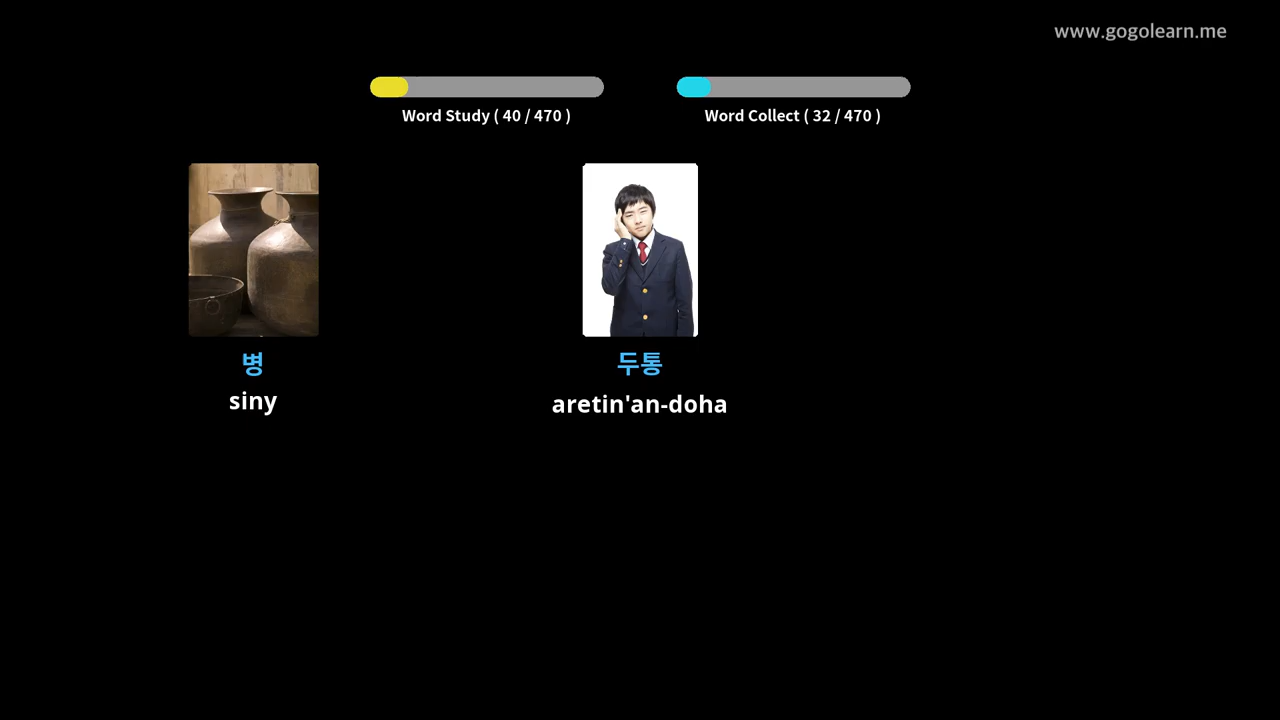 www.gogolearn.me
Word Study ( 40 / 470 )
Word Collect ( 32 / 470 )
병
siny
두통
aretin'an-doha